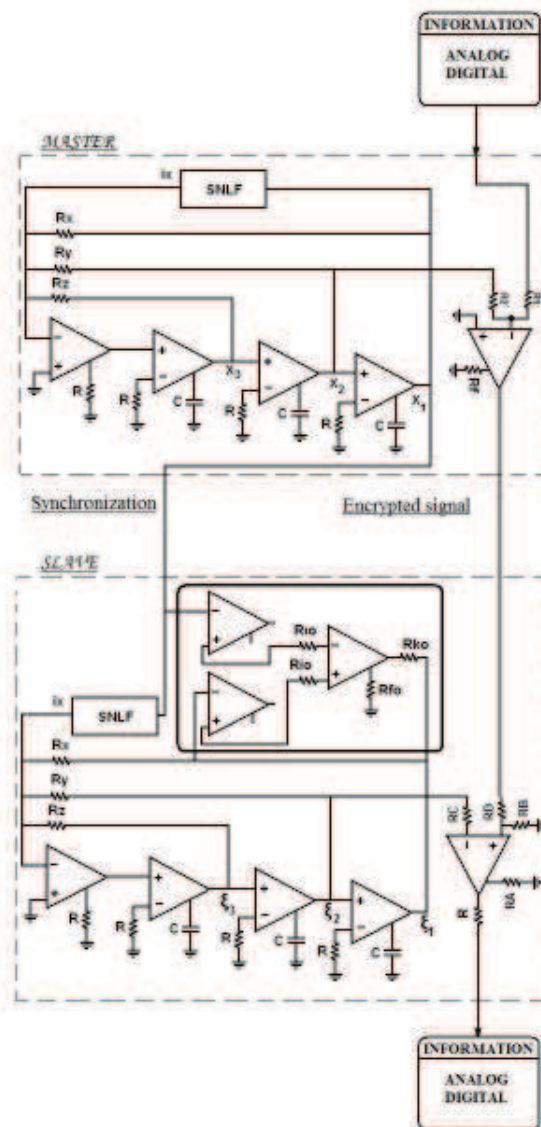 INFORMATION
ANALOG
DIGITAL
MASTER
ix
SNLF
Rx
Ry
Rz
R
R
C
X3
R
C
X2
R
C
X1
Rf
Synchronization
Encrypted signal
SLAVE
Rio
Rio
Rko
Rfo
ix
SNLF
Rx
Ry
Rz
R
R
C
ξ3
R
C
ξ2
R
C
ξ1
RC
RD
RB
RA
R
INFORMATION
ANALOG
DIGITAL